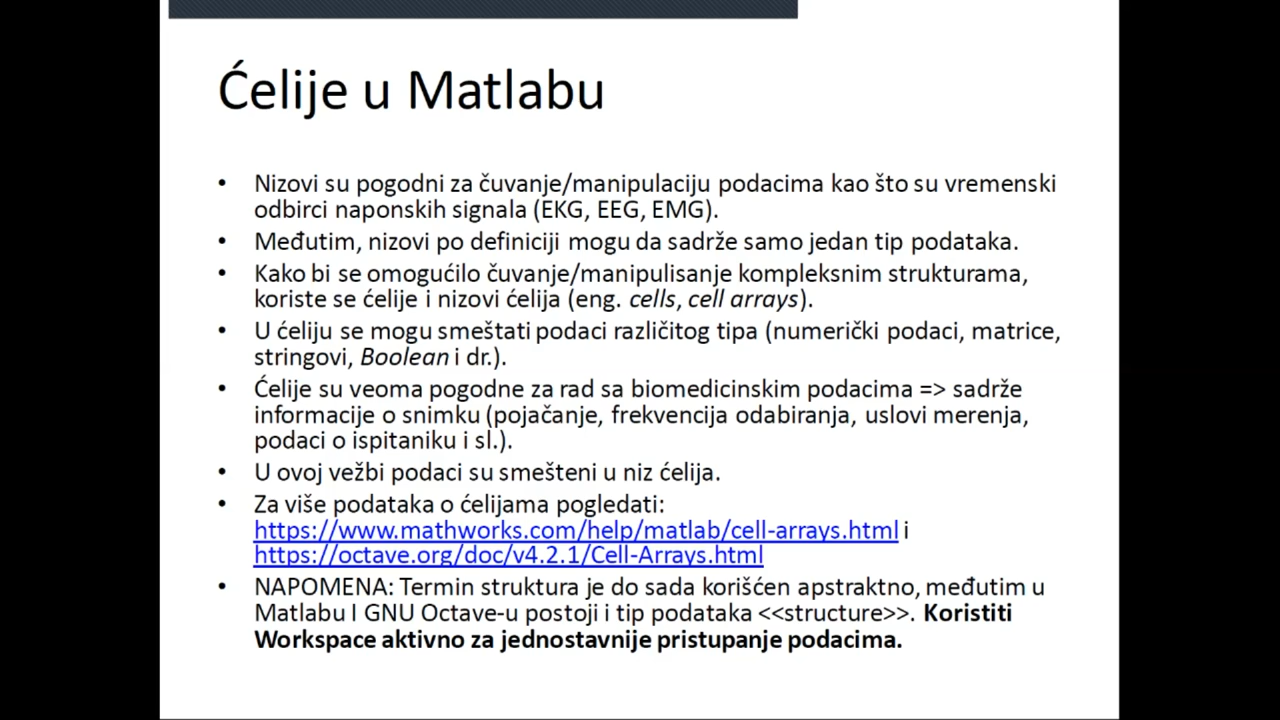 Ćelije u Matlabu
• Nizovi su pogodni za čuvanje/manipulaciju podacima kao što su vremenski
odbirci naponskih signala (EKG, EEG, EMG).
• Međutim, nizovi po definiciji mogu da sadrže samo jedan tip podataka.
• Kako bi se omogućilo čuvanje/manipulisanje kompleksnim strukturama,
koriste se ćelije i nizovi ćelija (eng. cells, cell arrays).
• U ćeliju se mogu smeštati podaci različitog tipa (numerički podaci, matrice,
stringovi, Boolean i dr.).
• Ćelije su veoma pogodne za rad sa biomedicinskim podacima => sadrže
informacije o snimku (pojačanje, frekvencija odabiranja, uslovi merenja,
podaci o ispitaniku i sl.).
• U ovoj vežbi podaci su smešteni u niz ćelija.
• Za više podataka o ćelijama pogledati:
https://www.mathworks.com/help/matlab/cell-arrays.html i
https://octave.org/doc/v4.2.1/Cell-Arrays.html
• NAPOMENA: Termin struktura je do sada korišćen apstraktno, međutim u
Matlabu I GNU Octave-u postoji i tip podataka <<structure>>. Koristiti
Workspace aktivno za jednostavnije pristupanje podacima.